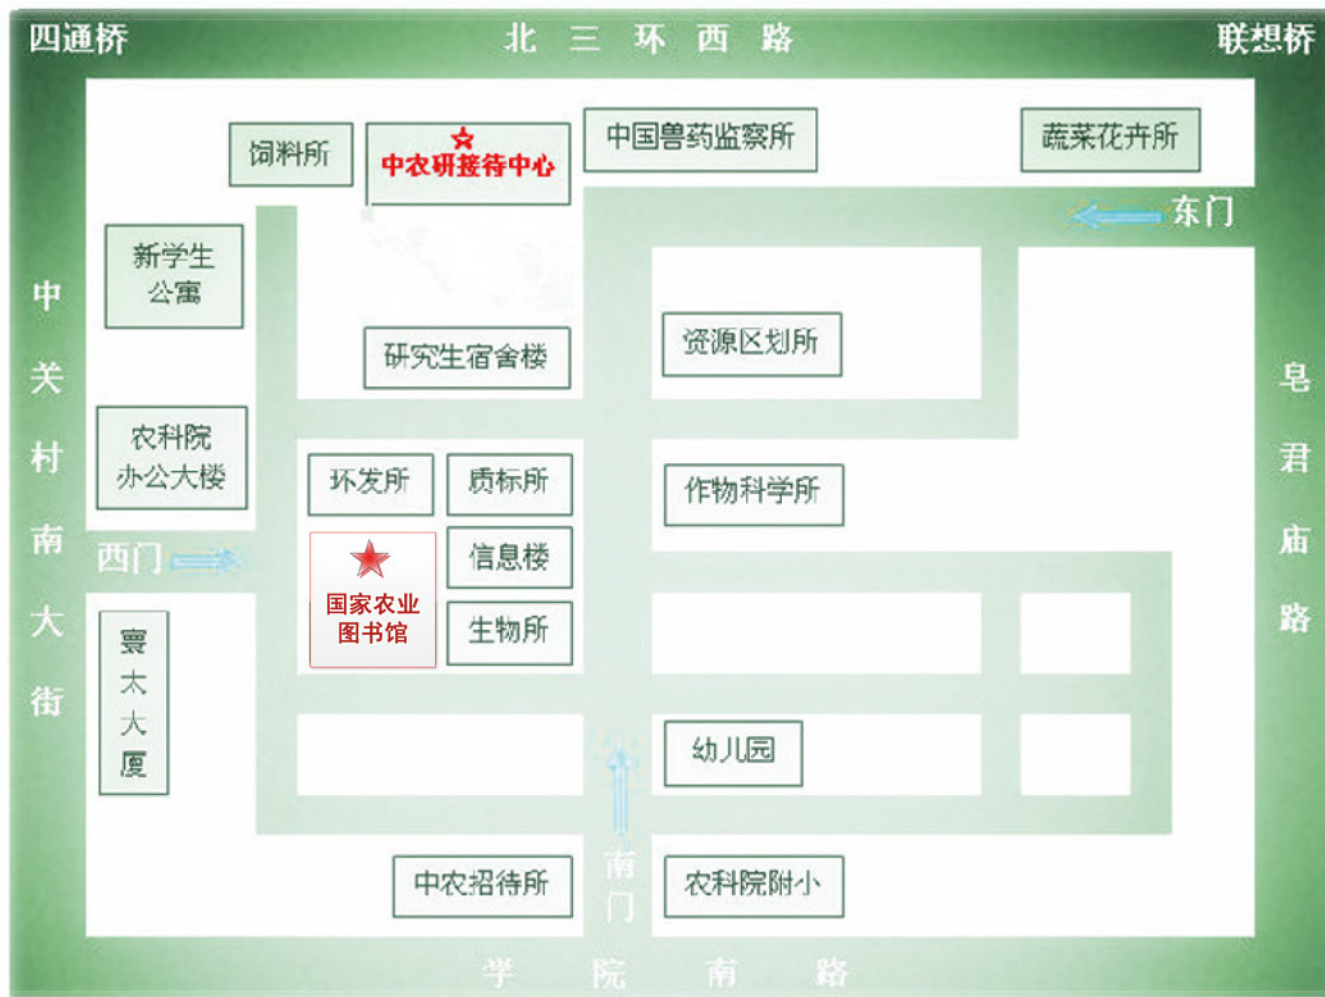 四通桥
北三环西路
联想桥
饲料所
中农研接待中心
中国兽药监察所
蔬菜花卉所
东门
新学生
公寓
中关村南大街
研究生宿舍楼
资源区划所
皂君庙路
农科院
办公大楼
环发所
质标所
作物科学所
西门
信息楼
国家农业
图书馆
生物所
寰太大厦
幼儿园
南门
中农招待所
农科院附小
学院南路